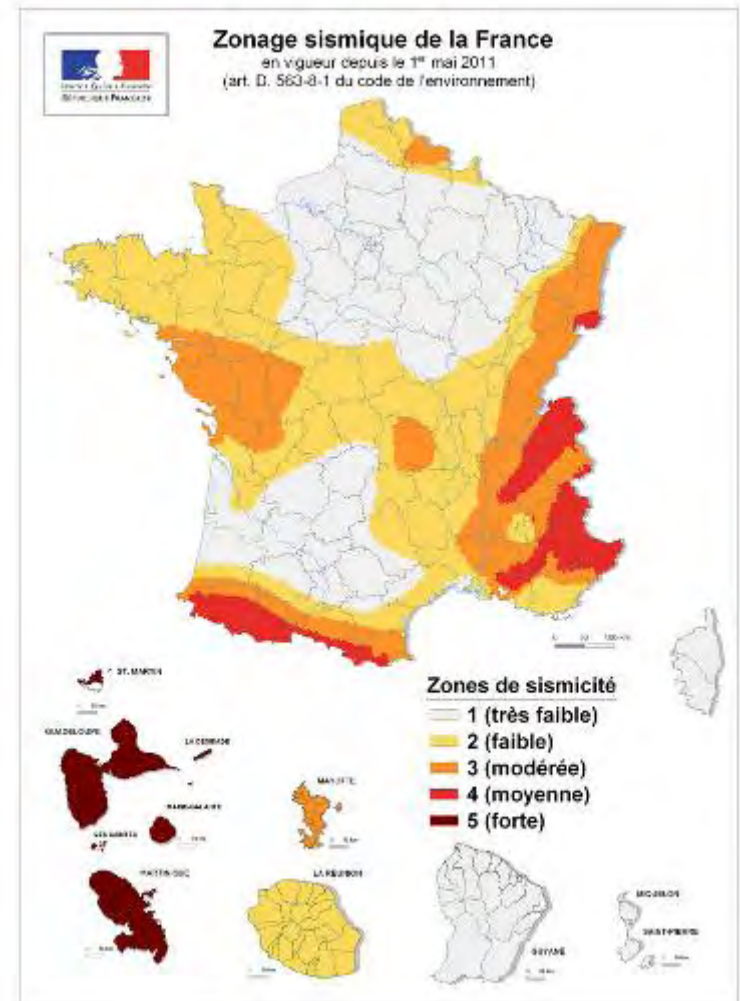 Zonage sismique de la France
en vigueur depuis le 1er mai 2011
(art. D. 563-8-1 du code de l'environnement)
RÉPUBLIQUE FRANÇAISE
Zones de sismicité
1 (très faible)
2 (faible)
3 (modérée)
4 (moyenne)
5 (forte)
ST. MARTIN
GUADELOUPE
LA DESIRADE
MARIE-GALANTE
LES SAINTES
MARTINIQUE
MAYOTTE
LA RÉUNION
GUYANE
MIQUELON
SAINT-PIERRE